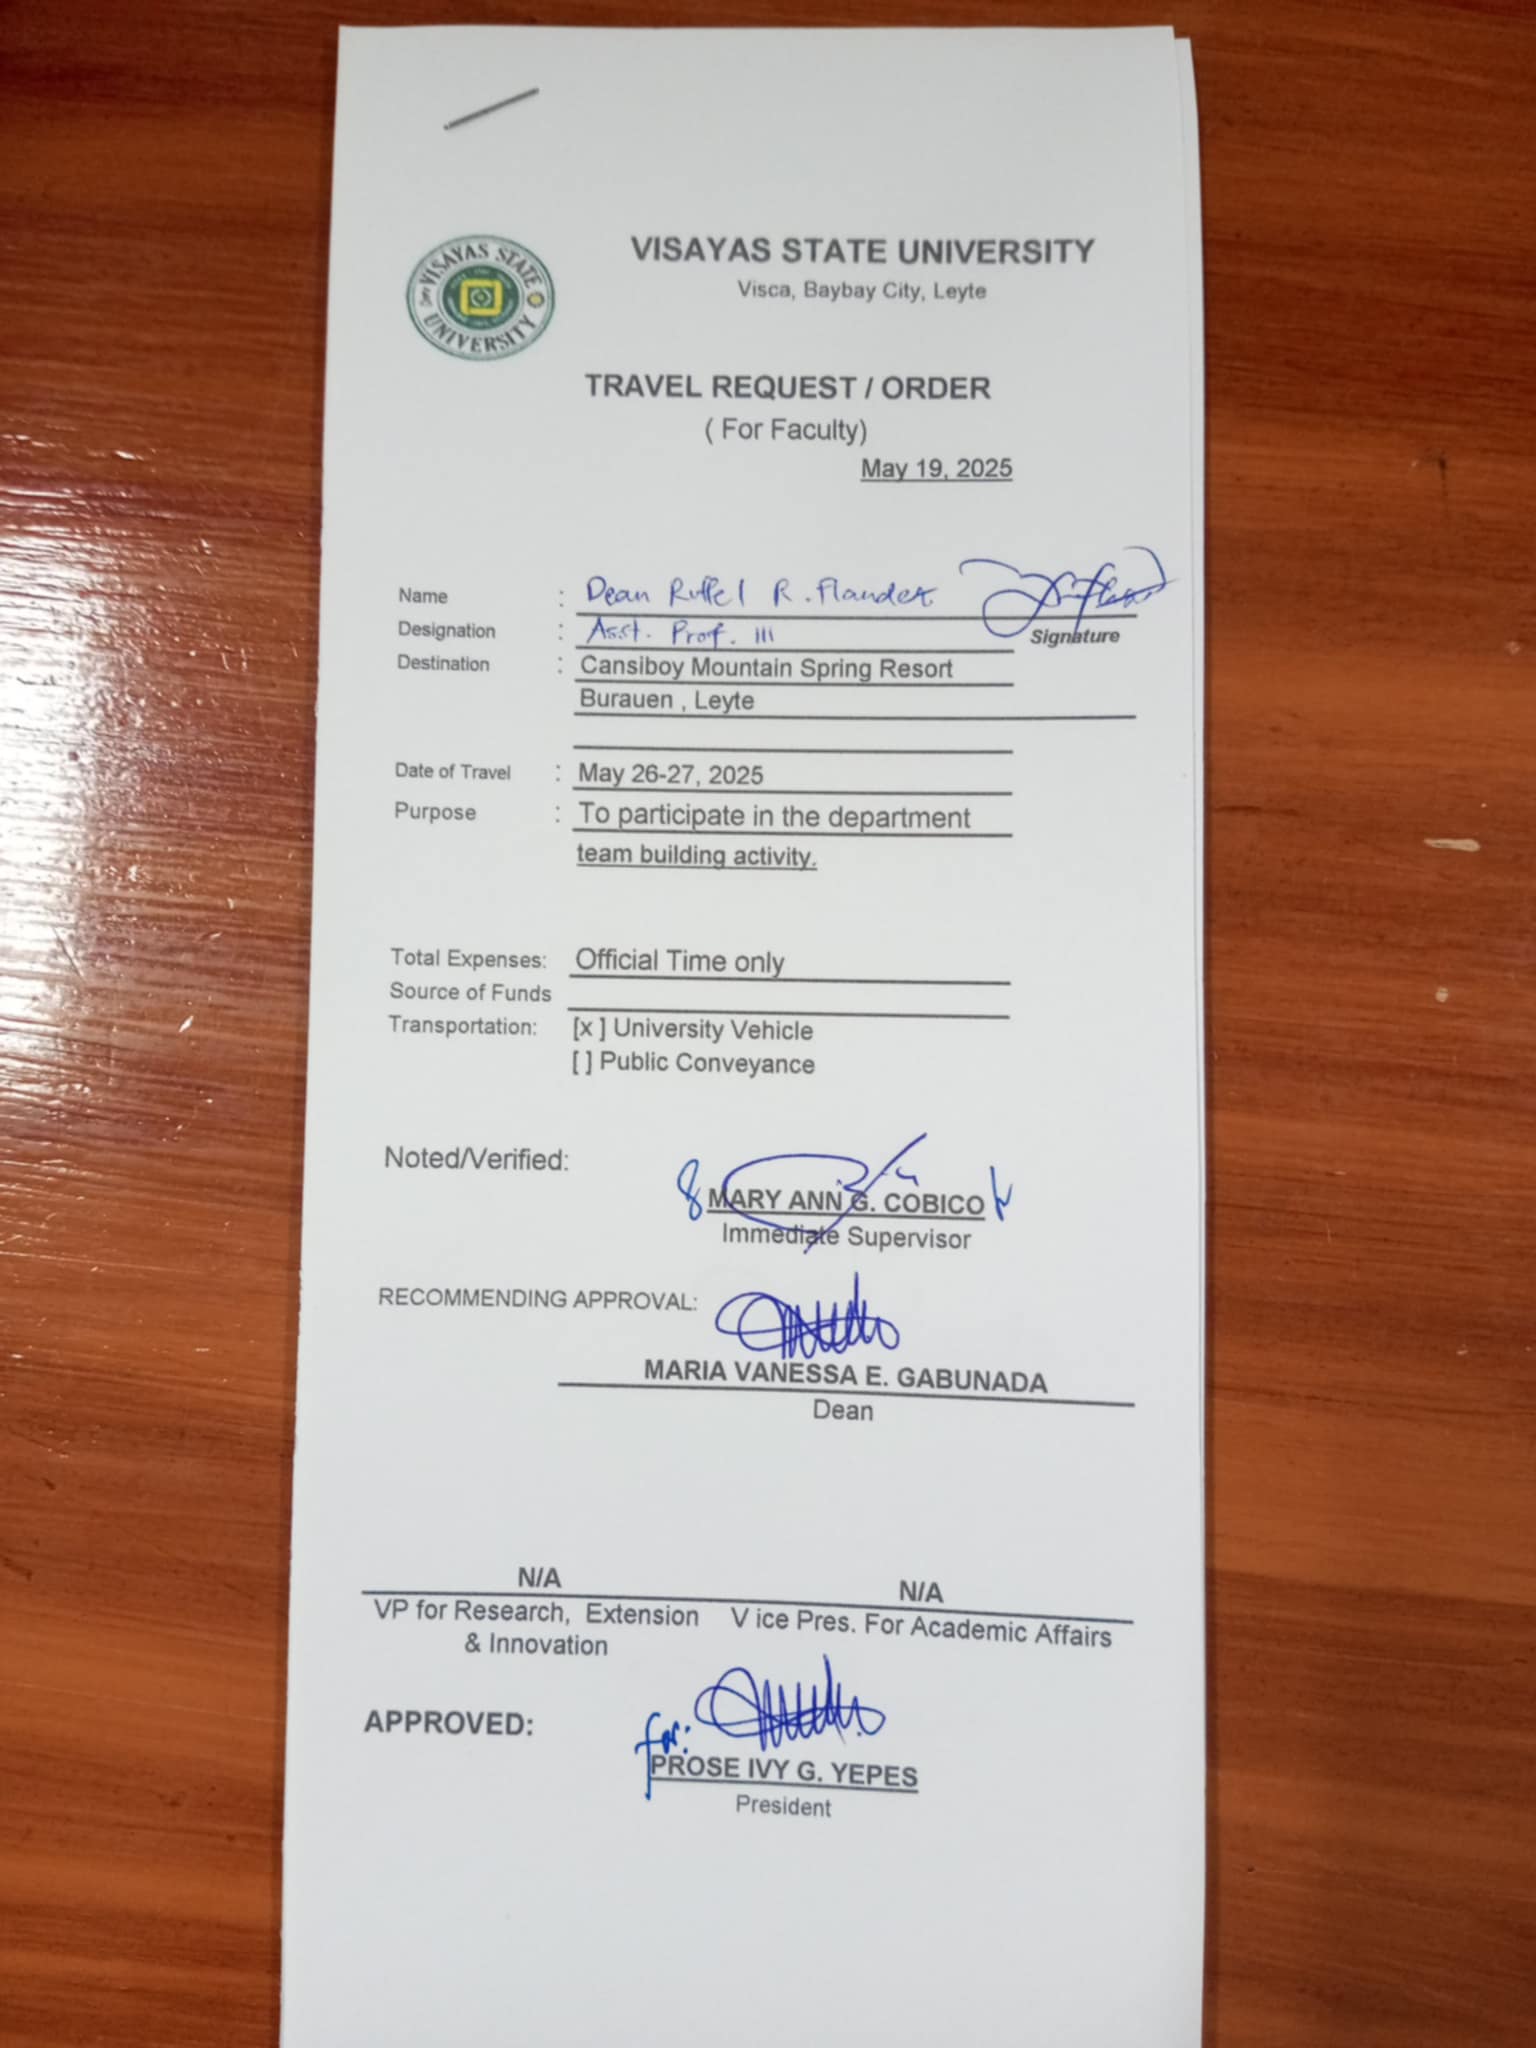 VISAYAS STATE UNIVERSITY
VISAYAS STATE UNIVERSITY
Visca, Baybay City, Leyte
TRAVEL REQUEST / ORDER
( For Faculty)
May 19, 2025
Name : Dean Ruffel R. Flandez
Designation : Asst. Prof. III Signature
Destination : Cansiboy Mountain Spring Resort
Burauen , Leyte
Date of Travel : May 26-27, 2025
Purpose : To participate in the department
team building activity.
Total Expenses: Official Time only
Source of Funds
Transportation: [x ] University Vehicle
[ ] Public Conveyance
Noted/Verified:
MARY ANN G. COBICO
Immediate Supervisor
RECOMMENDING APPROVAL:
MARIA VANESSA E. GABUNADA
Dean
N/A N/A
VP for Research, Extension V ice Pres. For Academic Affairs
& Innovation
APPROVED:
for:
PROSE IVY G. YEPES
President